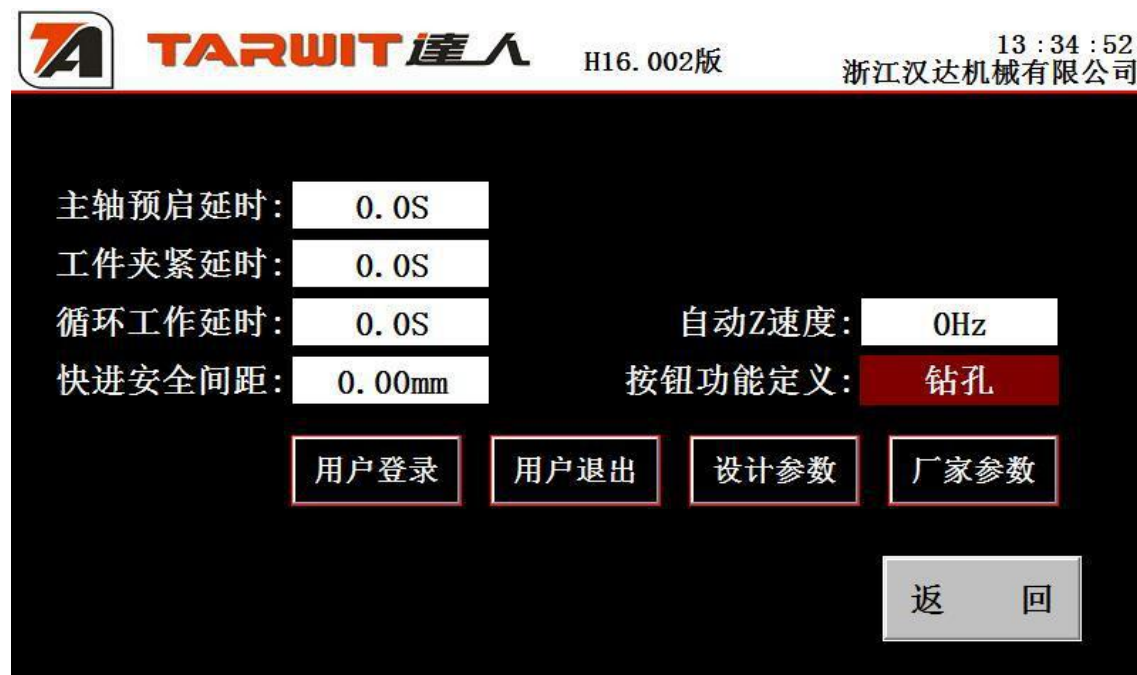 TARWIT達人 H16.002版 13:34:52
浙江汉达机械有限公司
主轴预启延时: 0.0S
工件夹紧延时: 0.0S
循环工作延时: 0.0S 自动Z速度: 0Hz
快进安全间距: 0.00mm 按钮功能定义: 钻孔
用户登录 用户退出 设计参数 厂家参数
返 回